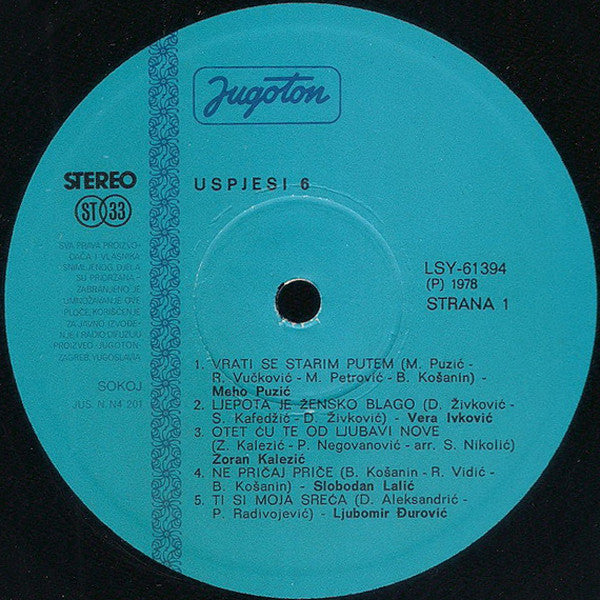 Jugoton
USPJESI 6
STEREO
ST 33
SVA PRAVA PROIZVO-
ĐAČA I VLASNIKA
SNIMLJENOG DJELA
SU PRIDRŽANA -
ZABRANJENO JE
UMNOŽAVANJE OVE
PLOČE, KORIŠĆENJE
ZA JAVNO IZVOĐE-
NJE I RADIO DIFUZIJU
PROIZVEO - JUGOTON -
ZAGREB, YUGOSLAVIA
SOKOJ
JUS. N. N4 201
LSY-61394
(P) 1978
STRANA 1
1. VRATI SE STARIM PUTEM (M. Puzić -
R. Vučković - M. Petrović - B. Košanin) -
Meho Puzić
2. LJEPOTA JE ŽENSKO BLAGO (D. Živković -
S. Kafedžić - D. Živković) - Vera Ivković
3. OTET ĆU TE OD LJUBAVI NOVE
(Z. Kalezić - P. Negovanović - arr. S. Nikolić)
Zoran Kalezić
4. NE PRIČAJ PRIČE (B. Košanin - R. Vidić -
B. Košanin) - Slobodan Lalić
5. TI SI MOJA SREĆA (D. Aleksandrić -
P. Radivojević) - Ljubomir Đurović